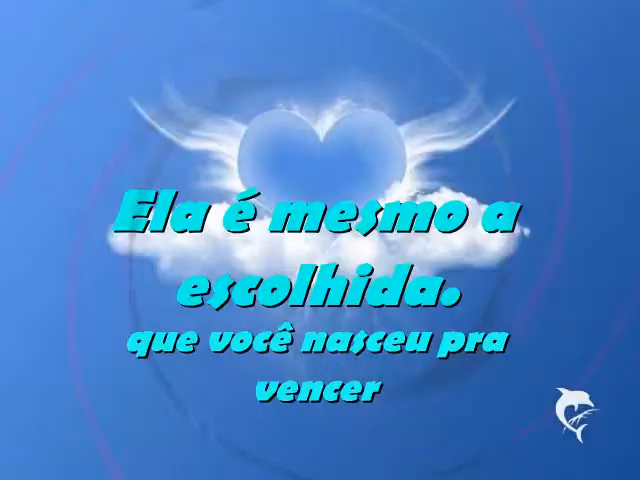 Ela é mesmo a
escolhida.
que você nasceu pra
vencer